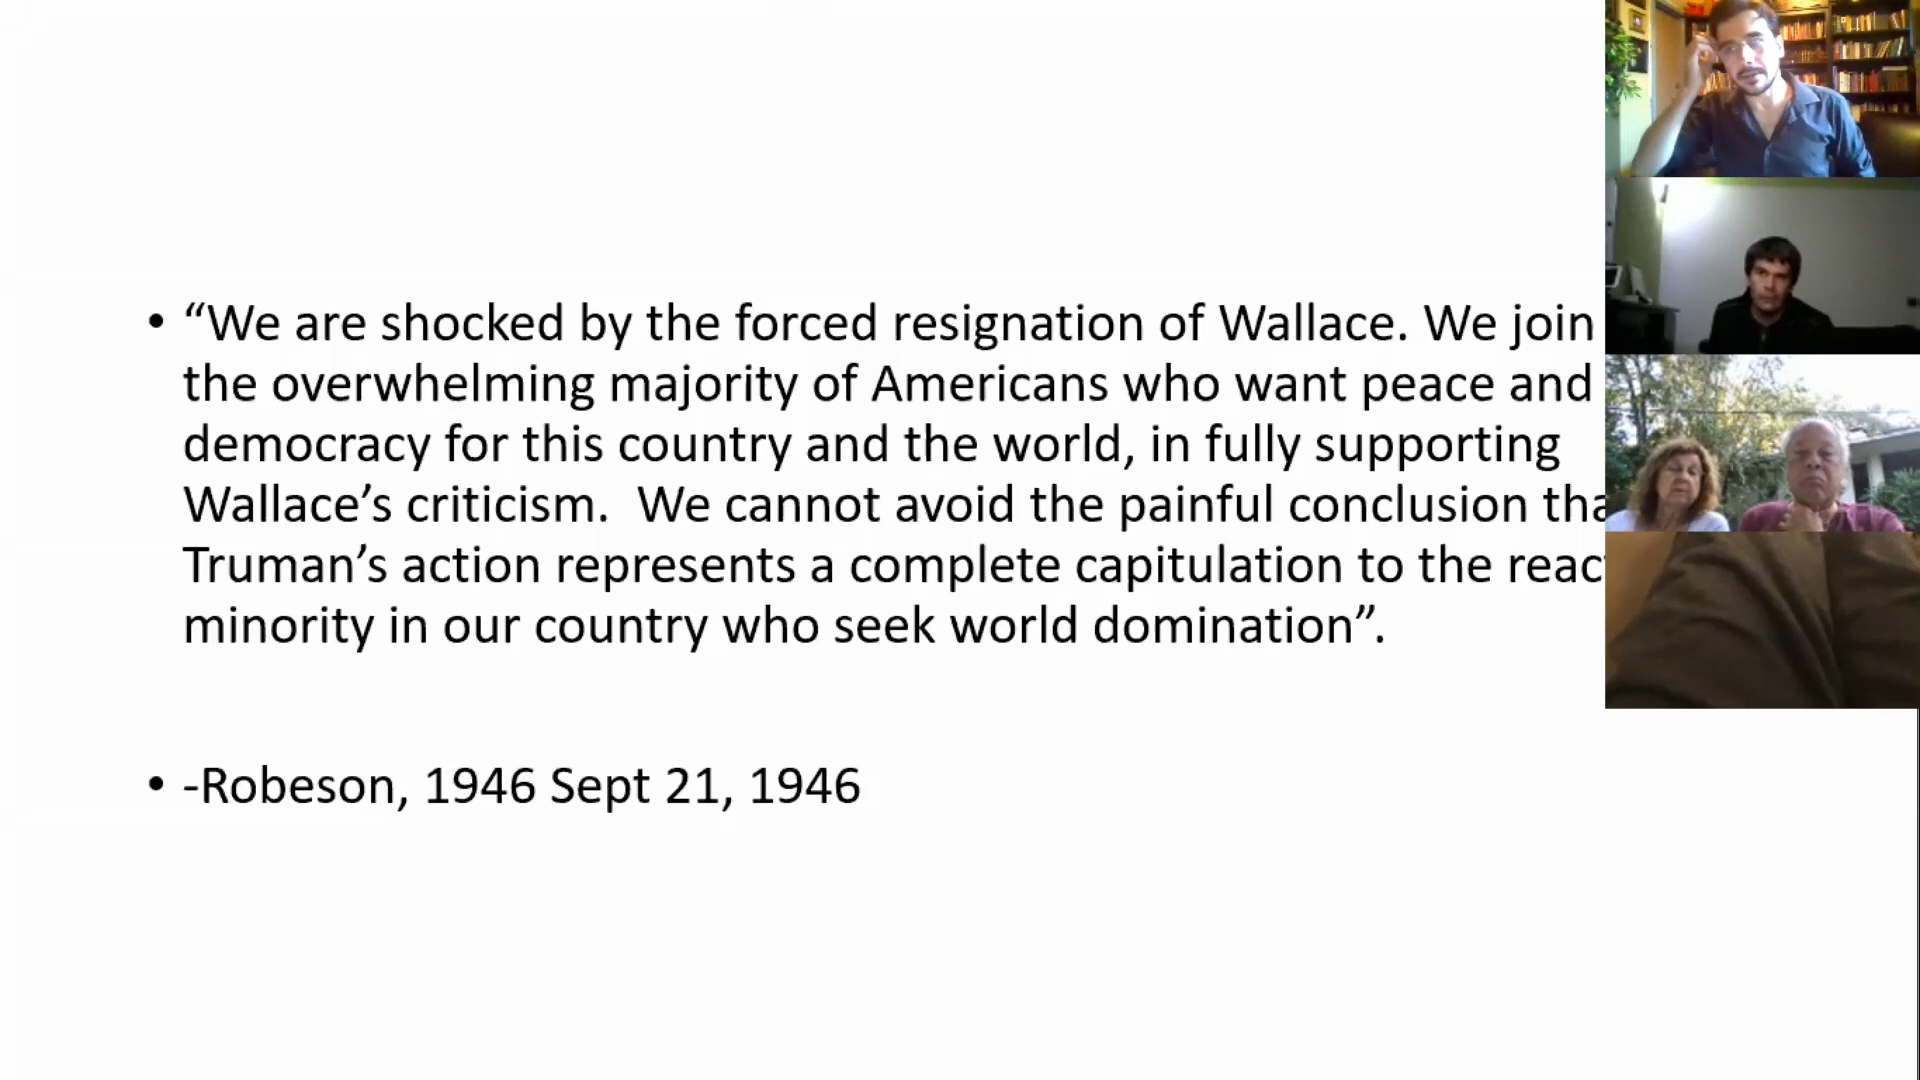 • “We are shocked by the forced resignation of Wallace. We join
the overwhelming majority of Americans who want peace and
democracy for this country and the world, in fully supporting
Wallace’s criticism.  We cannot avoid the painful conclusion
Truman’s action represents a complete capitulation to the
minority in our country who seek world domination”.
• -Robeson, 1946 Sept 21, 1946